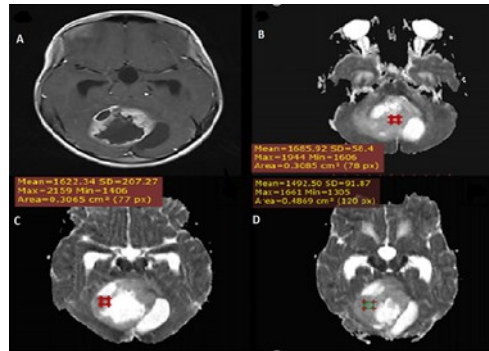 A
B
Mean=1685.92 SD=58.4
Max=1944 Min=1606
Area=0.3085 cm² (78 px)
Mean=1622.34 SD=207.27
Max=2159 Min=1406
Area=0.3065 cm² (77 px)
Mean=1492.50 SD=91.87
Max=1661 Min=1305
Area=0.4869 cm² (120 px)
C
D